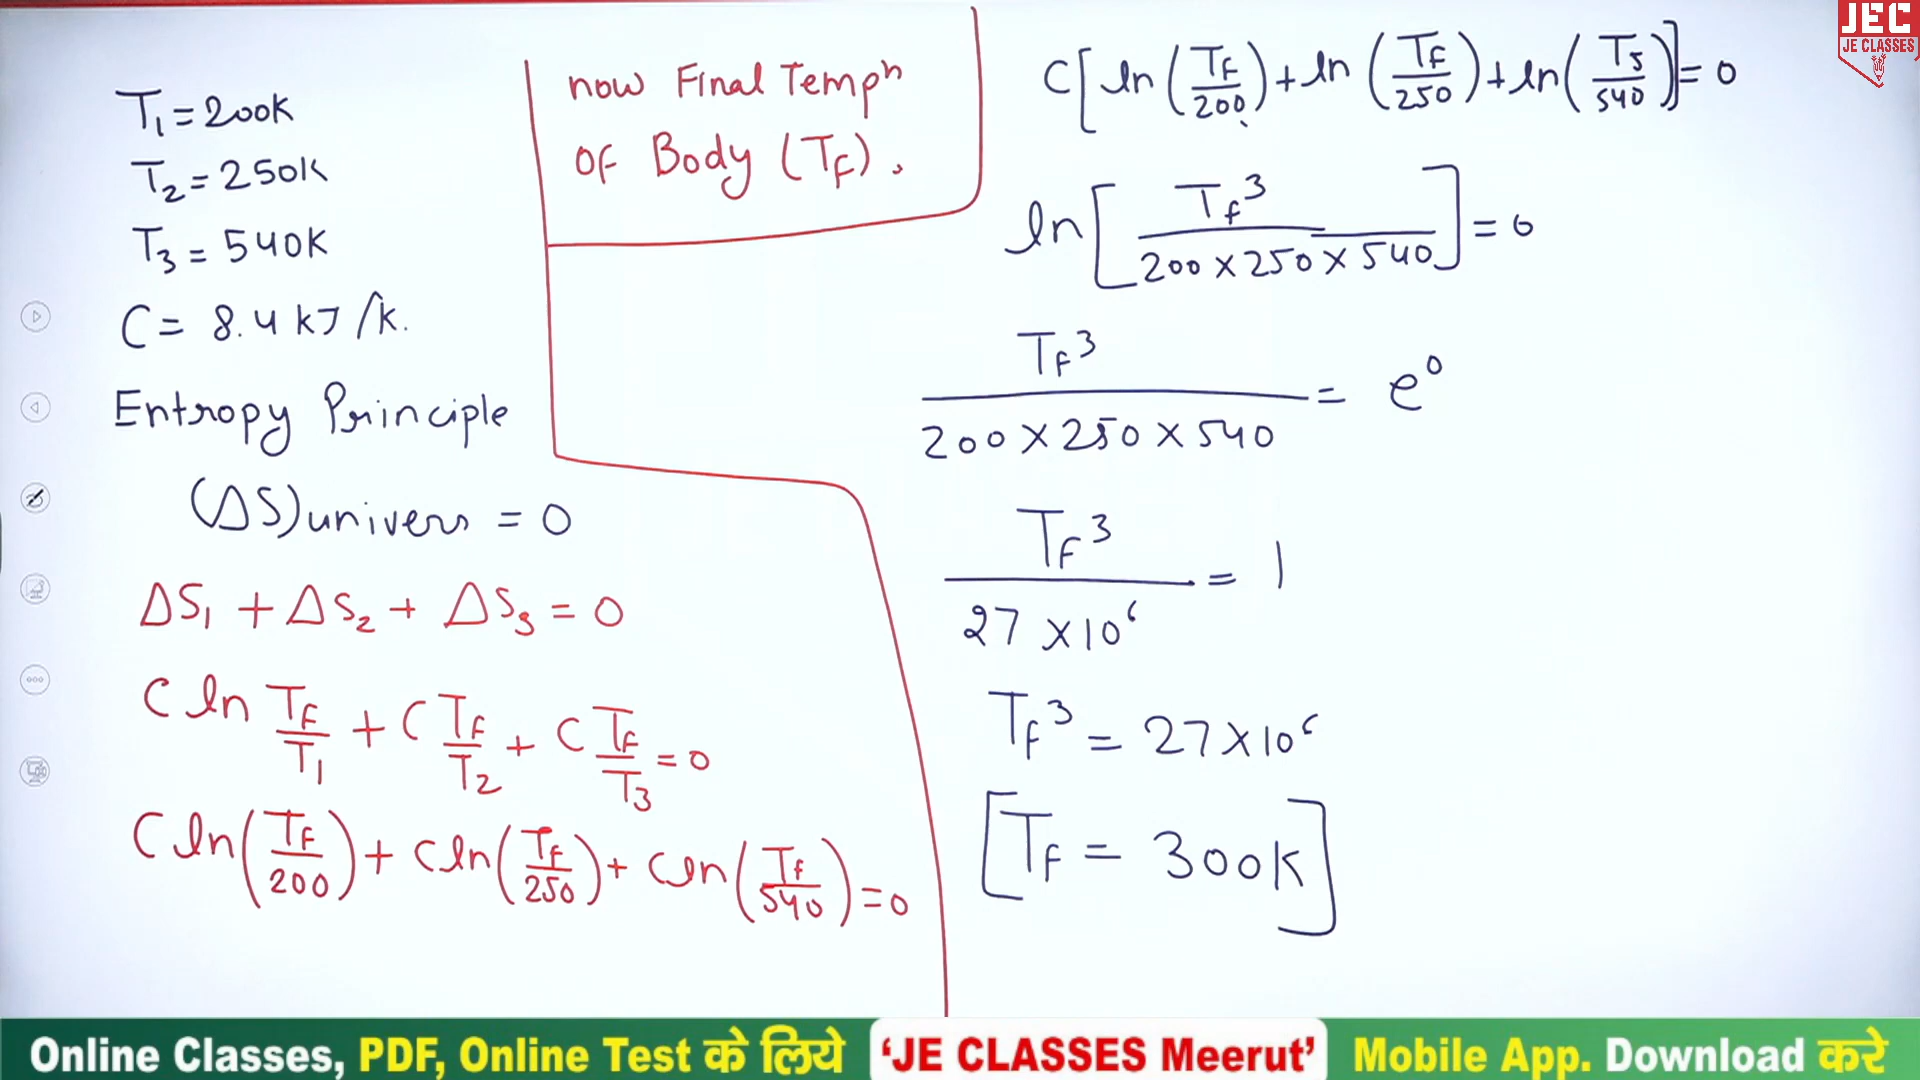 T₁ = 200k
T₂ = 250k
T₃ = 540k
C = 8.4 kJ/k.
Entropy Principle
(ΔS)univers = 0
ΔS₁ + ΔS₂ + ΔS₃ = 0
C ln TF/T₁ + C TF/T₂ + C TF/T₃ = 0
C ln(TF/200) + C ln(TF/250) + C ln(Tf/540) = 0
now Final Tempn
OF Body (TF).
C[ln(TF/200) + ln(TF/250) + ln(T5/540)] = 0
ln[Tf³/200 × 250 × 540] = 0
TF³/200 × 250 × 540 = e⁰
TF³/27 × 10⁶ = 1
TF³ = 27 × 10⁶
[TF = 300K]
JEC
JE CLASSES
Online Classes, PDF, Online Test के लिये 'JE CLASSES Meerut' Mobile App. Download करे